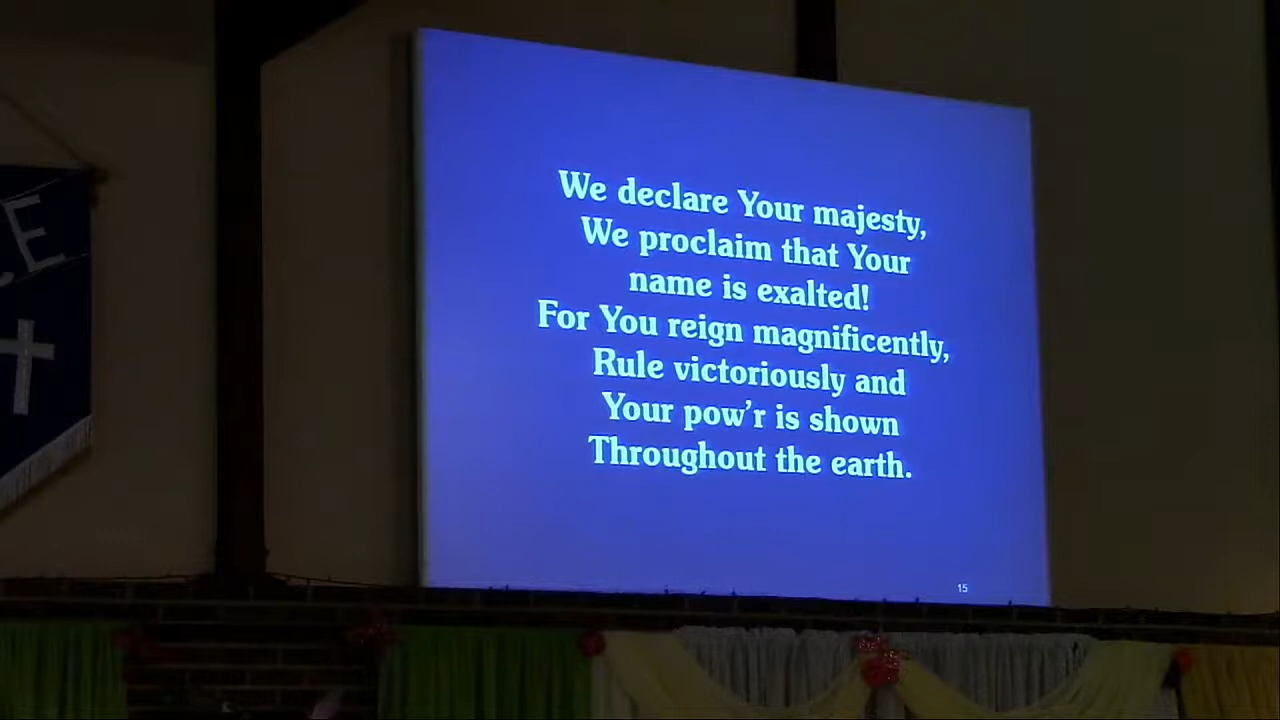 We declare Your majesty,
We proclaim that Your
name is exalted!
For You reign magnificently,
Rule victoriously and
Your pow'r is shown
Throughout the earth.
15